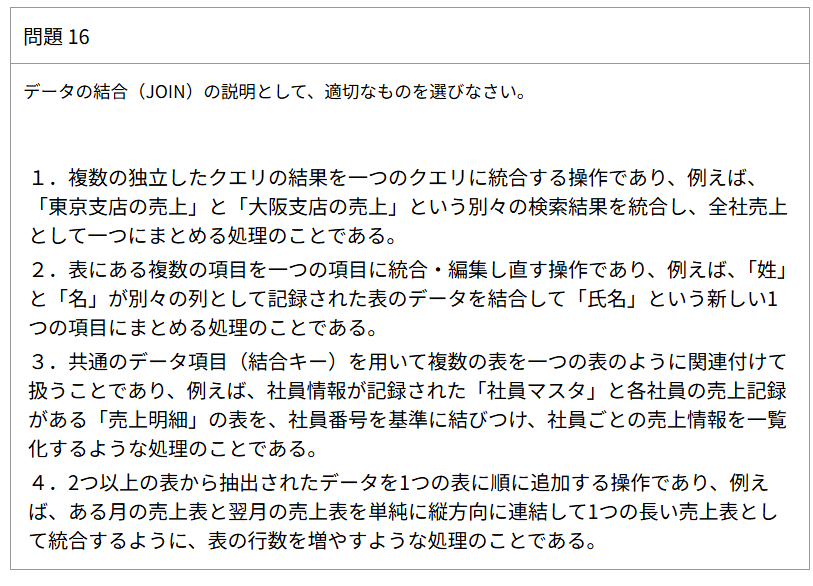 問題 16
データの結合（JOIN）の説明として、適切なものを選びなさい。
１．複数の独立したクエリの結果を一つのクエリに統合する操作であり、例えば、
「東京支店の売上」と「大阪支店の売上」という別々の検索結果を統合し、全社売上
として一つにまとめる処理のことである。
２．表にある複数の項目を一つの項目に統合・編集し直す操作であり、例えば、「姓」
と「名」が別々の列として記録された表のデータを結合して「氏名」という新しい1
つの項目にまとめる処理のことである。
３．共通のデータ項目（結合キー）を用いて複数の表を一つの表のように関連付けて
扱うことであり、例えば、社員情報が記録された「社員マスタ」と各社員の売上記録
がある「売上明細」の表を、社員番号を基準に結びつけ、社員ごとの売上情報を一覧
化するような処理のことである。
４．2つ以上の表から抽出されたデータを1つの表に順に追加する操作であり、例え
ば、ある月の売上表と翌月の売上表を単純に縦方向に連結して1つの長い売上表とし
て統合するように、表の行数を増やすような処理のことである。